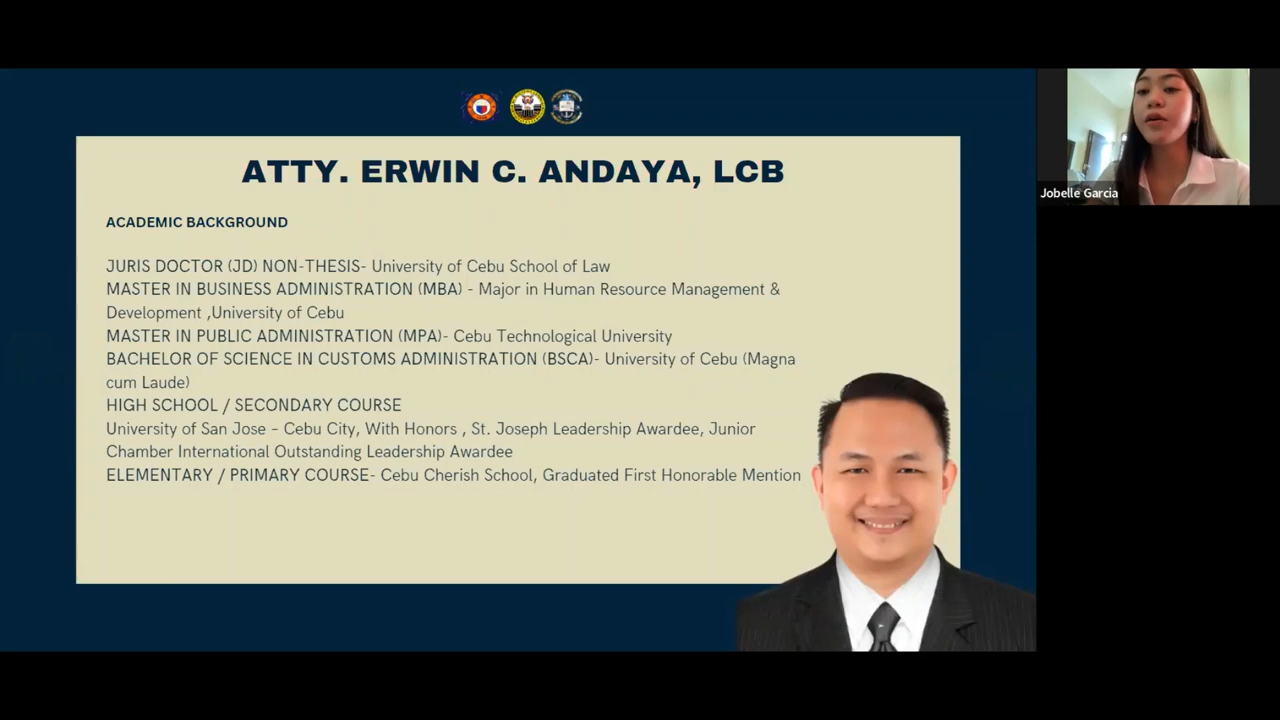 ATTY. ERWIN C. ANDAYA, LCB
ACADEMIC BACKGROUND
JURIS DOCTOR (JD) NON-THESIS- University of Cebu School of Law
MASTER IN BUSINESS ADMINISTRATION (MBA) - Major in Human Resource Management &
Development ,University of Cebu
MASTER IN PUBLIC ADMINISTRATION (MPA)- Cebu Technological University
BACHELOR OF SCIENCE IN CUSTOMS ADMINISTRATION (BSCA)- University of Cebu (Magna
cum Laude)
HIGH SCHOOL / SECONDARY COURSE
University of San Jose – Cebu City, With Honors , St. Joseph Leadership Awardee, Junior
Chamber International Outstanding Leadership Awardee
ELEMENTARY / PRIMARY COURSE- Cebu Cherish School, Graduated First Honorable Mention
Jobelle Garcia